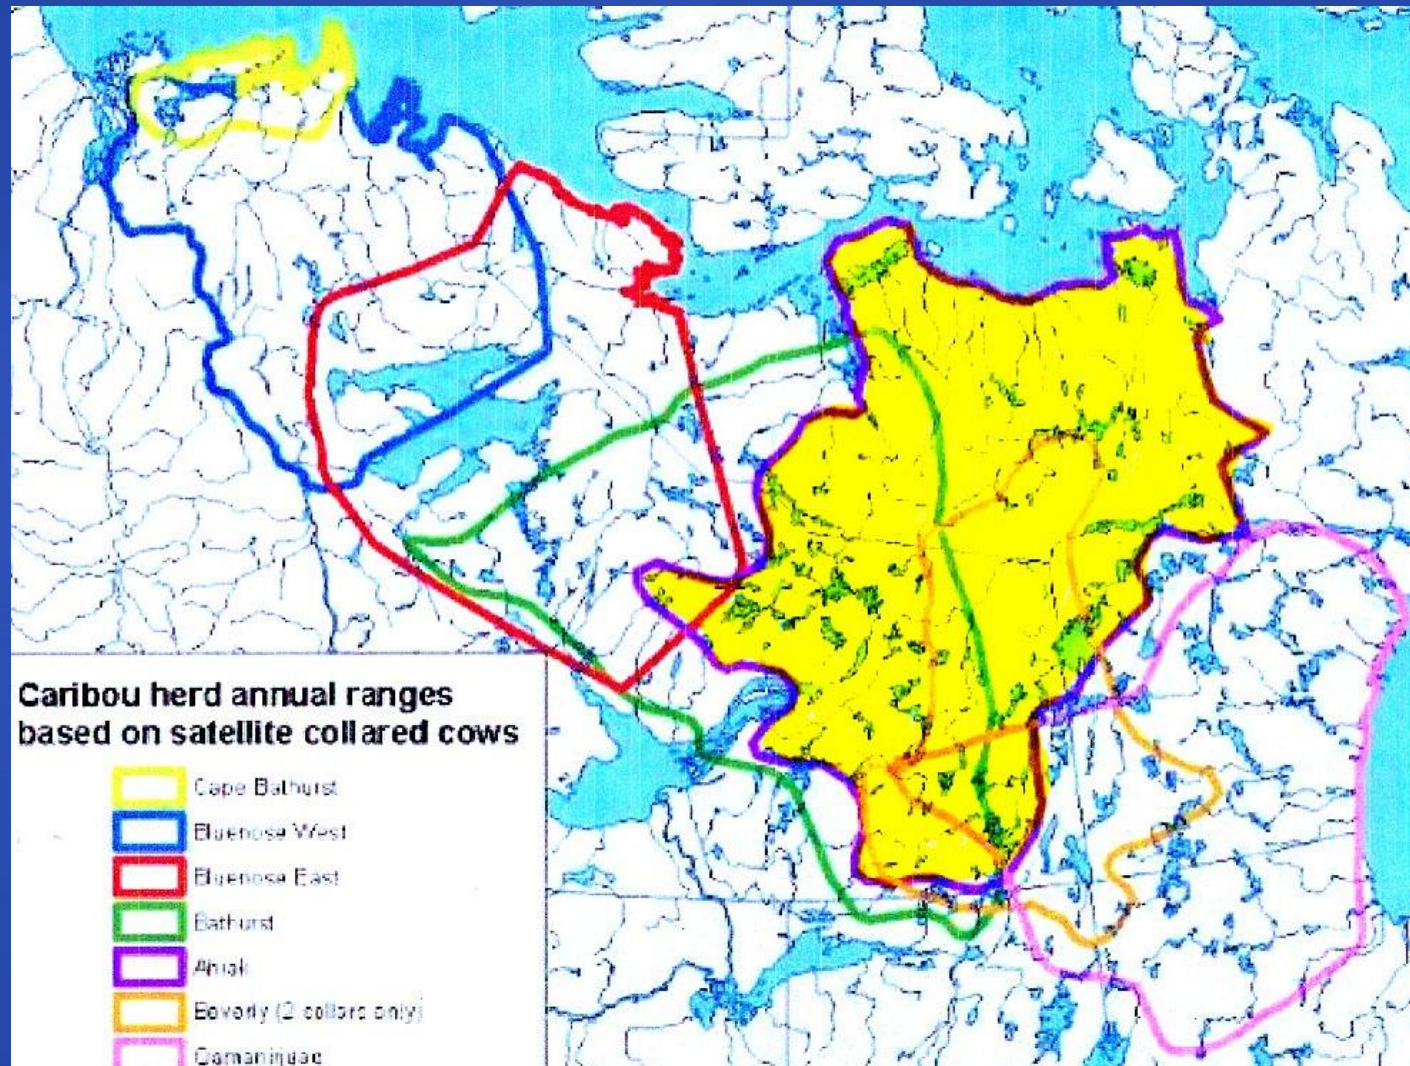 Caribou herd annual ranges
based on satellite collared cows
Cape Bathurst
Bluenose West
Bluenose East
Bathurst
Ahiak
Beverly (2 collars only)
Qamanirjuaq